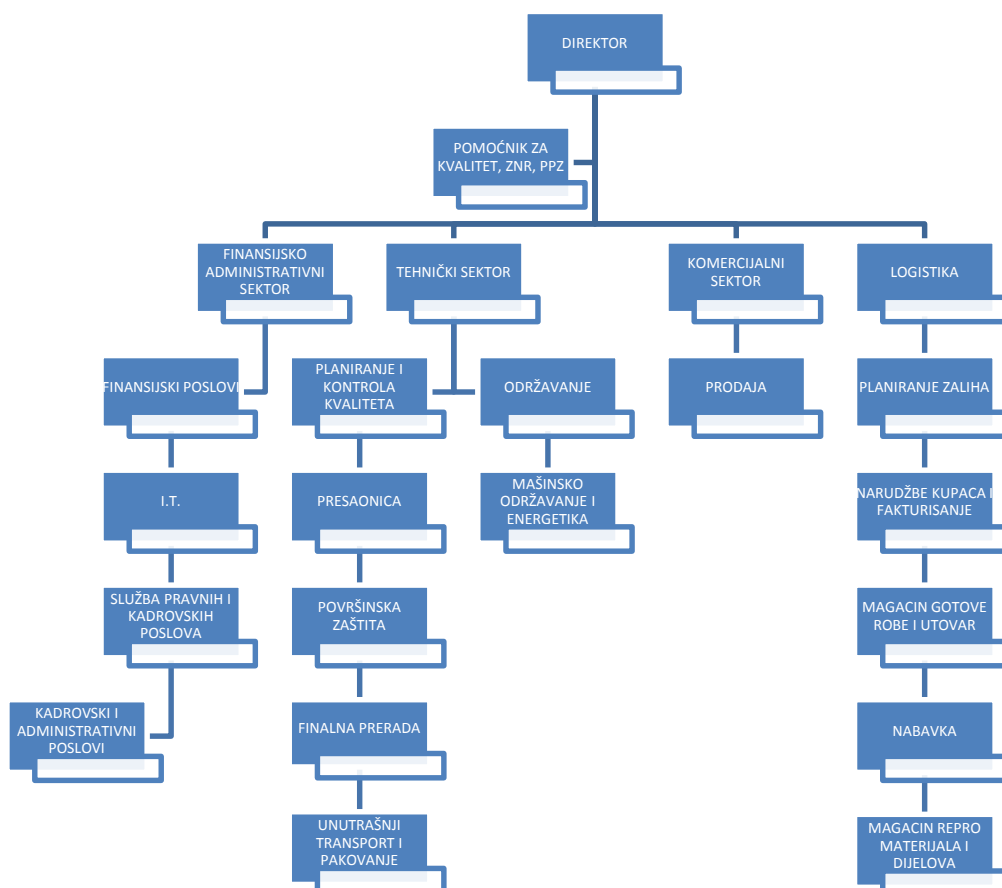 DIREKTOR
POMOĆNIK ZA
KVALITET, ZNR, PPZ
FINANSIJSKO
ADMINISTRATIVNI
SEKTOR
TEHNIČKI SEKTOR
KOMERCIJALNI
SEKTOR
LOGISTIKA
FINANSIJSKI POSLOVI
PLANIRANJE I
KONTROLA
KVALITETA
ODRŽAVANJE
PRODAJA
PLANIRANJE ZALIHA
I.T.
PRESAONICA
MAŠINSKO
ODRŽAVANJE I
ENERGETIKA
NARUDŽBE KUPACA I
FAKTURISANJE
SLUŽBA PRAVNIH I
KADROVSKIH
POSLOVA
POVRŠINSKA
ZAŠTITA
MAGACIN GOTOVE
ROBE I UTOVAR
KADROVSKI I
ADMINISTRATIVNI
POSLOVI
FINALNA PRERADA
NABAVKA
UNUTRAŠNJI
TRANSPORT I
PAKOVANJE
MAGACIN REPRO
MATERIJALA I
DIJELOVA